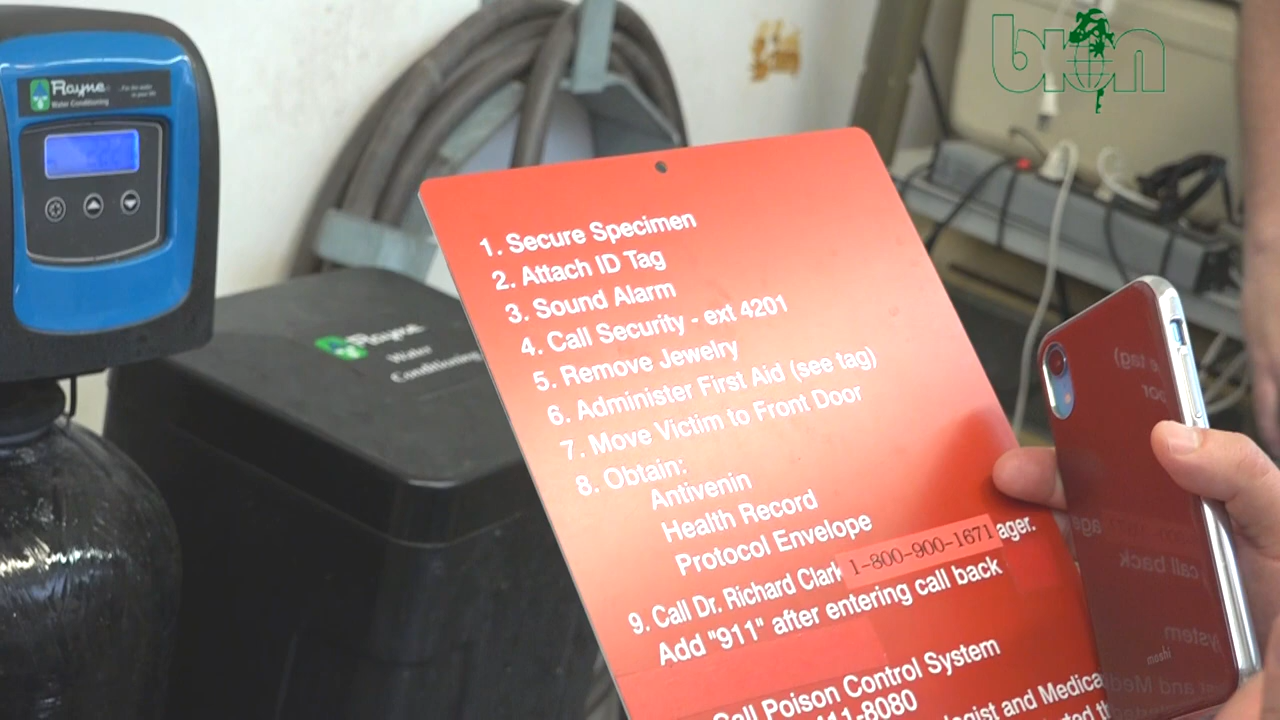 Rayne
Water Conditioning
bion
Rayne
Water
Conditioning
1. Secure Specimen
2. Attach ID Tag
3. Sound Alarm
4. Call Security - ext 4201
5. Remove Jewelry
6. Administer First Aid (see tag)
7. Move Victim to Front Door
8. Obtain:
Antivenin
Health Record
Protocol Envelope
9. Call Dr. Richard Clark 1-800-900-1671 ager.
Add "911" after entering call back
Call Poison Control System
411-8080
logist and Medica